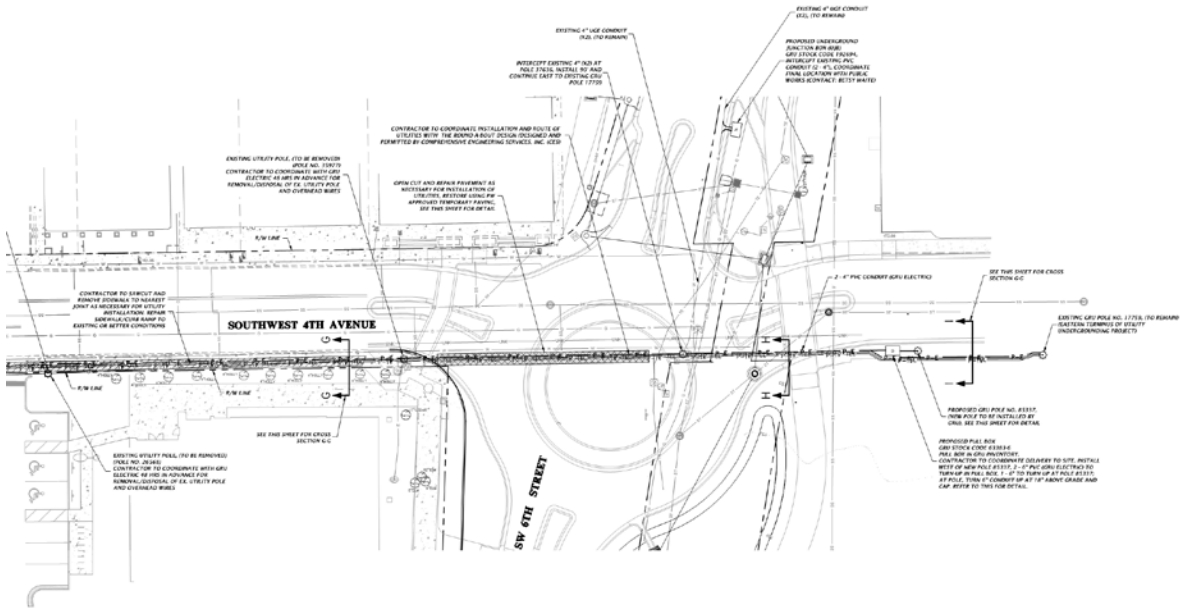 EXISTING 4" UGE CONDUIT
(X2), (TO REMAIN)
EXISTING 4" UGE CONDUIT
(X2), (TO REMAIN)
PROPOSED UNDERGROUND
JUNCTION BOX (UJB)
GRU STOCK CODE
INTERCEPT EXISTING PVC
CONDUIT (2 - 4"), COORDINATE
FINAL LOCATION WITH PUBLIC
WORKS (CONTACT: BETSY WAITE)
INTERCEPT EXISTING 4" (X2) AT
POLE 37636, INSTALL 90° AND
CONTINUE EAST TO EXISTING GRU
POLE 17759
CONTRACTOR TO COORDINATE INSTALLATION AND ROUTE OF
UTILITIES WITH THE ROUND-A-BOUT DESIGN (DESIGNED AND
PERMITTED BY COMPREHENSIVE ENGINEERING SERVICES, INC. (CES)
EXISTING UTILITY POLE, (TO BE REMOVED)
(POLE NO. 35977)
CONTRACTOR TO COORDINATE WITH GRU
ELECTRIC 48 HRS IN ADVANCE FOR
REMOVAL/DISPOSAL OF EX. UTILITY POLE
AND OVERHEAD WIRES
OPEN CUT AND REPAIR PAVEMENT AS
NECESSARY FOR INSTALLATION OF
UTILITIES, RESTORE USING PW
APPROVED TEMPORARY PAVING,
SEE THIS SHEET FOR DETAIL
R/W LINE
2 - 4" PVC CONDUIT (GRU ELECTRIC)
SEE THIS SHEET FOR CROSS
SECTION G-G
CONTRACTOR TO SAWCUT AND
REMOVE SIDEWALK TO NEAREST
JOINT AS NECESSARY FOR UTILITY
INSTALLATION. REPAIR
SIDEWALK/CURB RAMP TO
EXISTING OR BETTER CONDITIONS
SOUTHWEST 4TH AVENUE
EXISTING GRU POLE NO. 17759, (TO REMAIN)
(EASTERN TERMINUS OF UTILITY
UNDERGROUNDING PROJECT)
G
H
I
R/W LINE
R/W LINE
G
H
I
SEE THIS SHEET FOR CROSS
SECTION G-G
PROPOSED GRU POLE NO. 85337,
(NEW POLE TO BE INSTALLED BY
GRU). SEE THIS SHEET FOR DETAIL
EXISTING UTILITY POLE, (TO BE REMOVED)
(POLE NO.
CONTRACTOR TO COORDINATE WITH GRU
ELECTRIC 48 HRS IN ADVANCE FOR
REMOVAL/DISPOSAL OF EX. UTILITY POLE
AND OVERHEAD WIRES
PROPOSED PULL BOX
GRU STOCK CODE
PULL BOX IN GRU INVENTORY.
CONTRACTOR TO COORDINATE DELIVERY TO SITE. INSTALL
WEST OF NEW POLE 85337, 2 - 6" PVC (GRU ELECTRIC) TO
TURN UP IN PULL BOX. 1 - 6" TO TURN UP AT POLE 85337;
AT POLE, TURN 6" CONDUIT UP AT 18" ABOVE GRADE AND
CAP. REFER TO THIS FOR DETAIL.
SW 6TH STREET